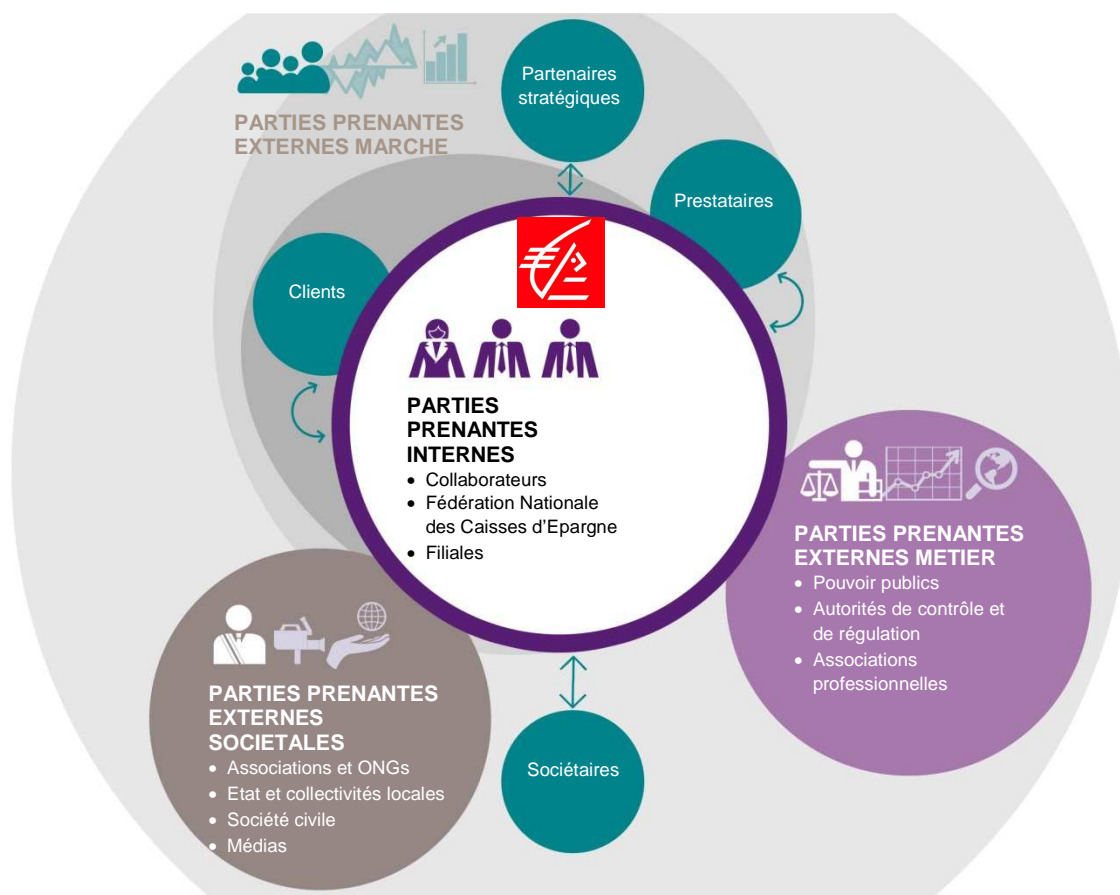 Partenaires
stratégiques
PARTIES PRENANTES
EXTERNES MARCHE
Prestataires
Clients
PARTIES
PRENANTES
INTERNES
• Collaborateurs
• Fédération Nationale
des Caisses d'Epargne
• Filiales
PARTIES PRENANTES
EXTERNES METIER
• Pouvoir publics
• Autorités de contrôle et
de régulation
• Associations
professionnelles
PARTIES PRENANTES
EXTERNES
SOCIETALES
• Associations et ONGs
• Etat et collectivités locales
• Société civile
• Médias
Sociétaires